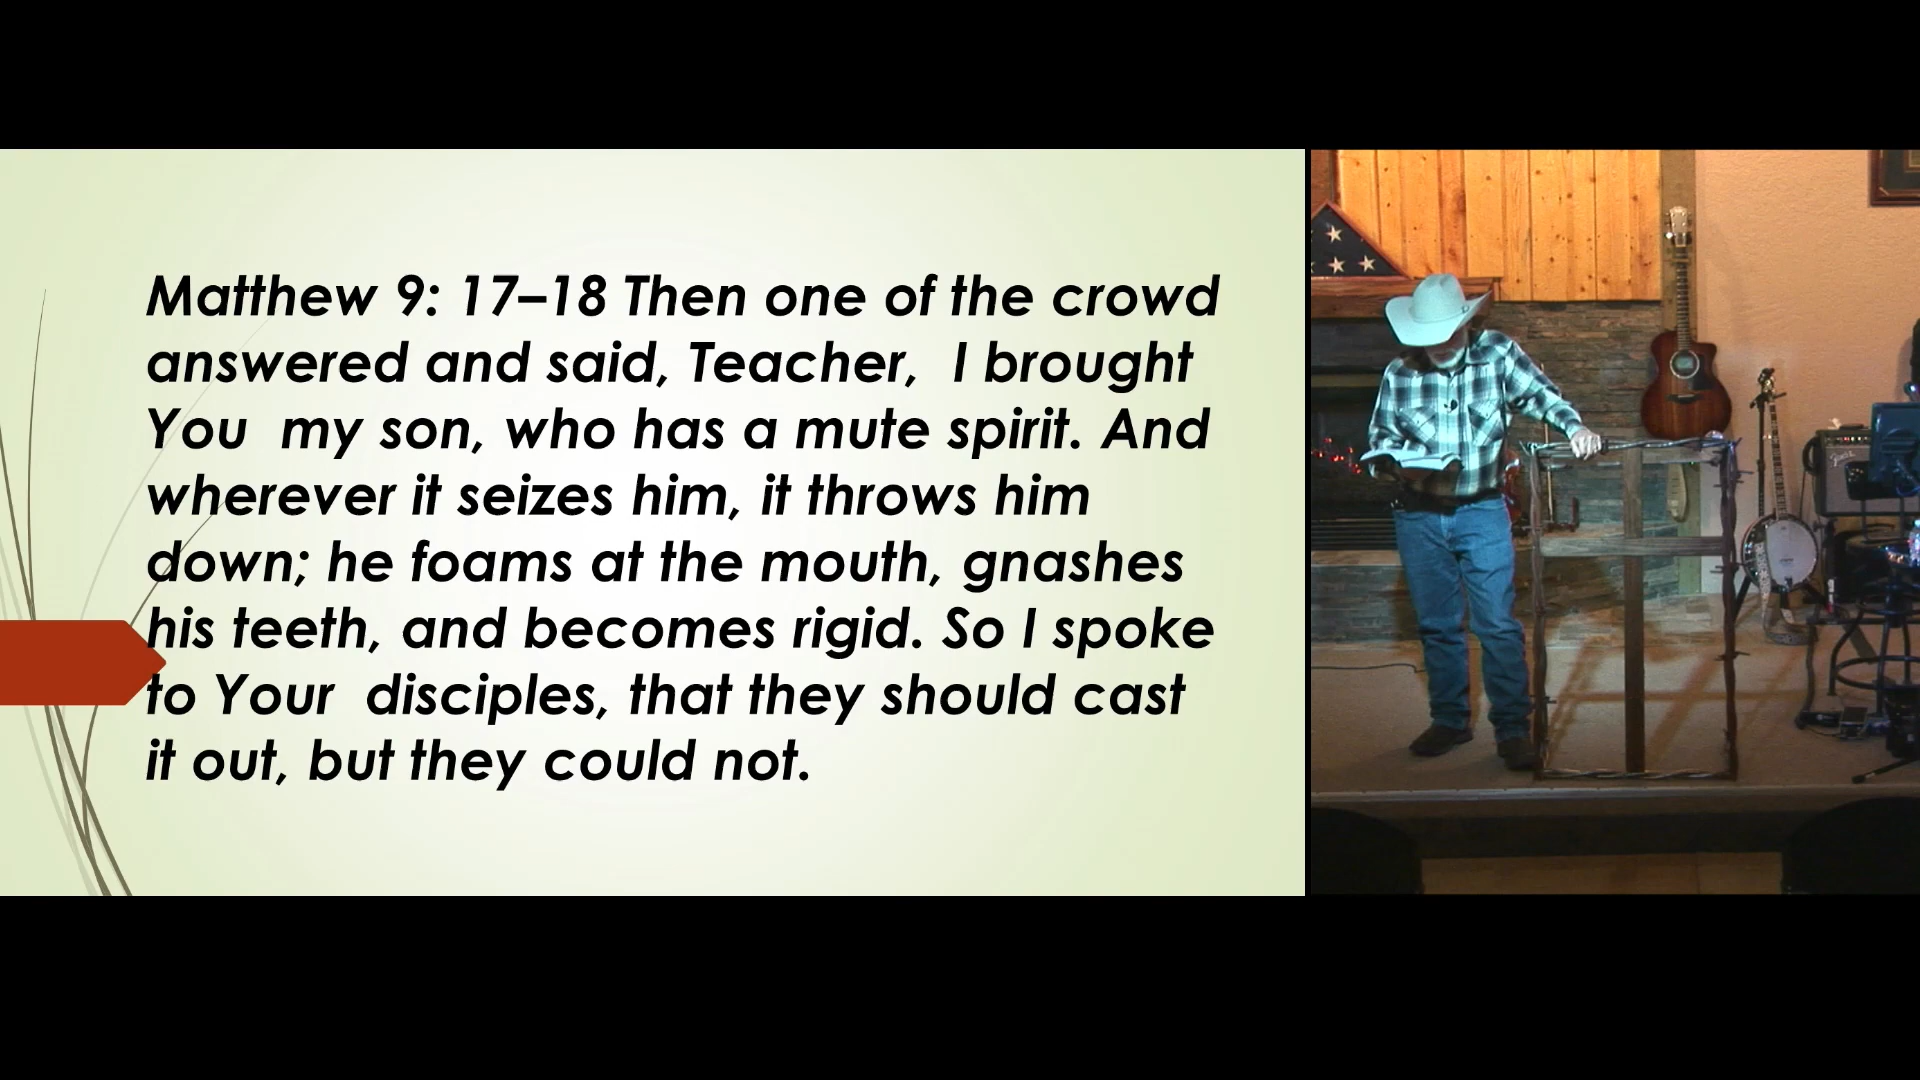 Matthew 9: 17–18 Then one of the crowd
answered and said, Teacher,  I brought
You  my son, who has a mute spirit. And
wherever it seizes him, it throws him
down; he foams at the mouth, gnashes
his teeth, and becomes rigid. So I spoke
to Your  disciples, that they should cast
it out, but they could not.
Fender